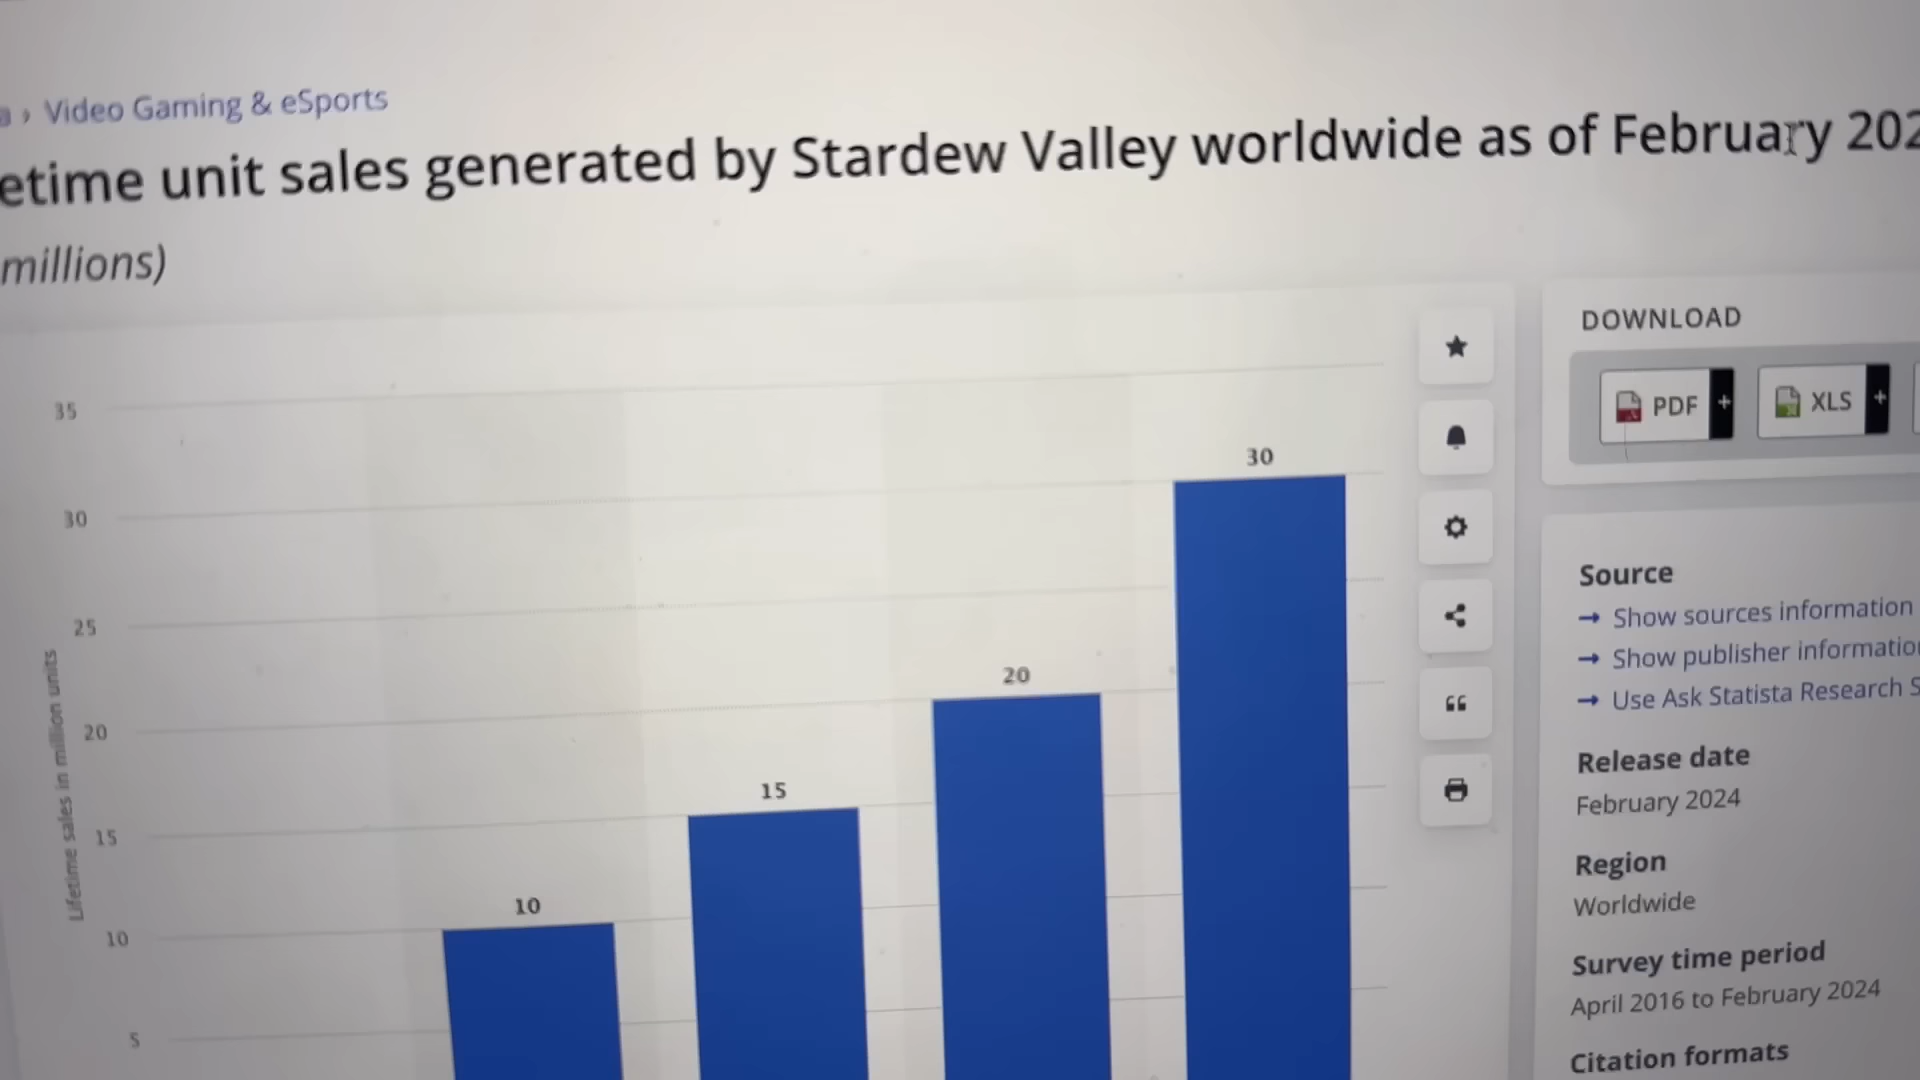 a › Video Gaming & eSports
etime unit sales generated by Stardew Valley worldwide as of February 202
millions)
35
30
25
20
15
10
5
Lifetime sales in million units
10
15
20
30
DOWNLOAD
PDF +
XLS +
Source
→ Show sources information
→ Show publisher informatio
→ Use Ask Statista Research S
Release date
February 2024
Region
Worldwide
Survey time period
April 2016 to February 2024
Citation formats